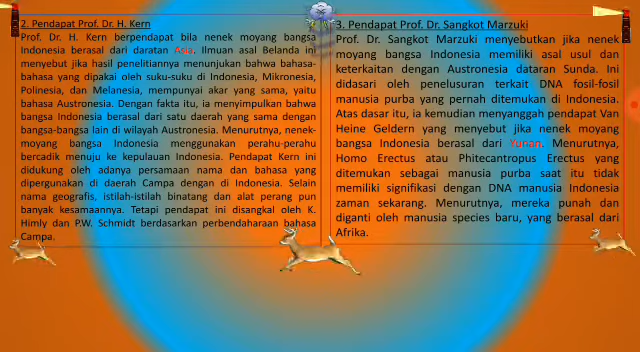 2. Pendapat Prof. Dr. H. Kern
Prof. Dr. H. Kern berpendapat bila nenek moyang bangsa
Indonesia berasal dari daratan Asia. Ilmuan asal Belanda ini
menyebut jika hasil penelitiannya menunjukan bahwa bahasa-
bahasa yang dipakai oleh suku-suku di Indonesia, Mikronesia,
Polinesia, dan Melanesia, mempunyai akar yang sama, yaitu
bahasa Austronesia. Dengan fakta itu, ia menyimpulkan bahwa
bangsa Indonesia berasal dari satu daerah yang sama dengan
bangsa-bangsa lain di wilayah Austronesia. Menurutnya, nenek-
moyang bangsa Indonesia menggunakan perahu-perahu
bercadik menuju ke kepulauan Indonesia. Pendapat Kern ini
didukung oleh adanya persamaan nama dan bahasa yang
dipergunakan di daerah Campa dengan di Indonesia. Selain
nama geografis, istilah-istilah binatang dan alat perang pun
banyak kesamaannya. Tetapi pendapat ini disangkal oleh K.
Himly dan P.W. Schmidt berdasarkan perbendaharaan bahasa
Campa.
3. Pendapat Prof. Dr. Sangkot Marzuki
Prof. Dr. Sangkot Marzuki menyebutkan jika nenek
moyang bangsa Indonesia memiliki asal usul dan
keterkaitan dengan Austronesia dataran Sunda. Ini
didasari oleh penelusuran terkait DNA fosil-fosil
manusia purba yang pernah ditemukan di Indonesia.
Atas dasar itu, ia kemudian menyanggah pendapat Van
Heine Geldern yang menyebut jika nenek moyang
bangsa Indonesia berasal dari Yunan. Menurutnya,
Homo Erectus atau Phitecantropus Erectus yang
ditemukan sebagai manusia purba saat itu tidak
memiliki signifikasi dengan DNA manusia Indonesia
zaman sekarang. Menurutnya, mereka punah dan
diganti oleh manusia species baru, yang berasal dari
Afrika.